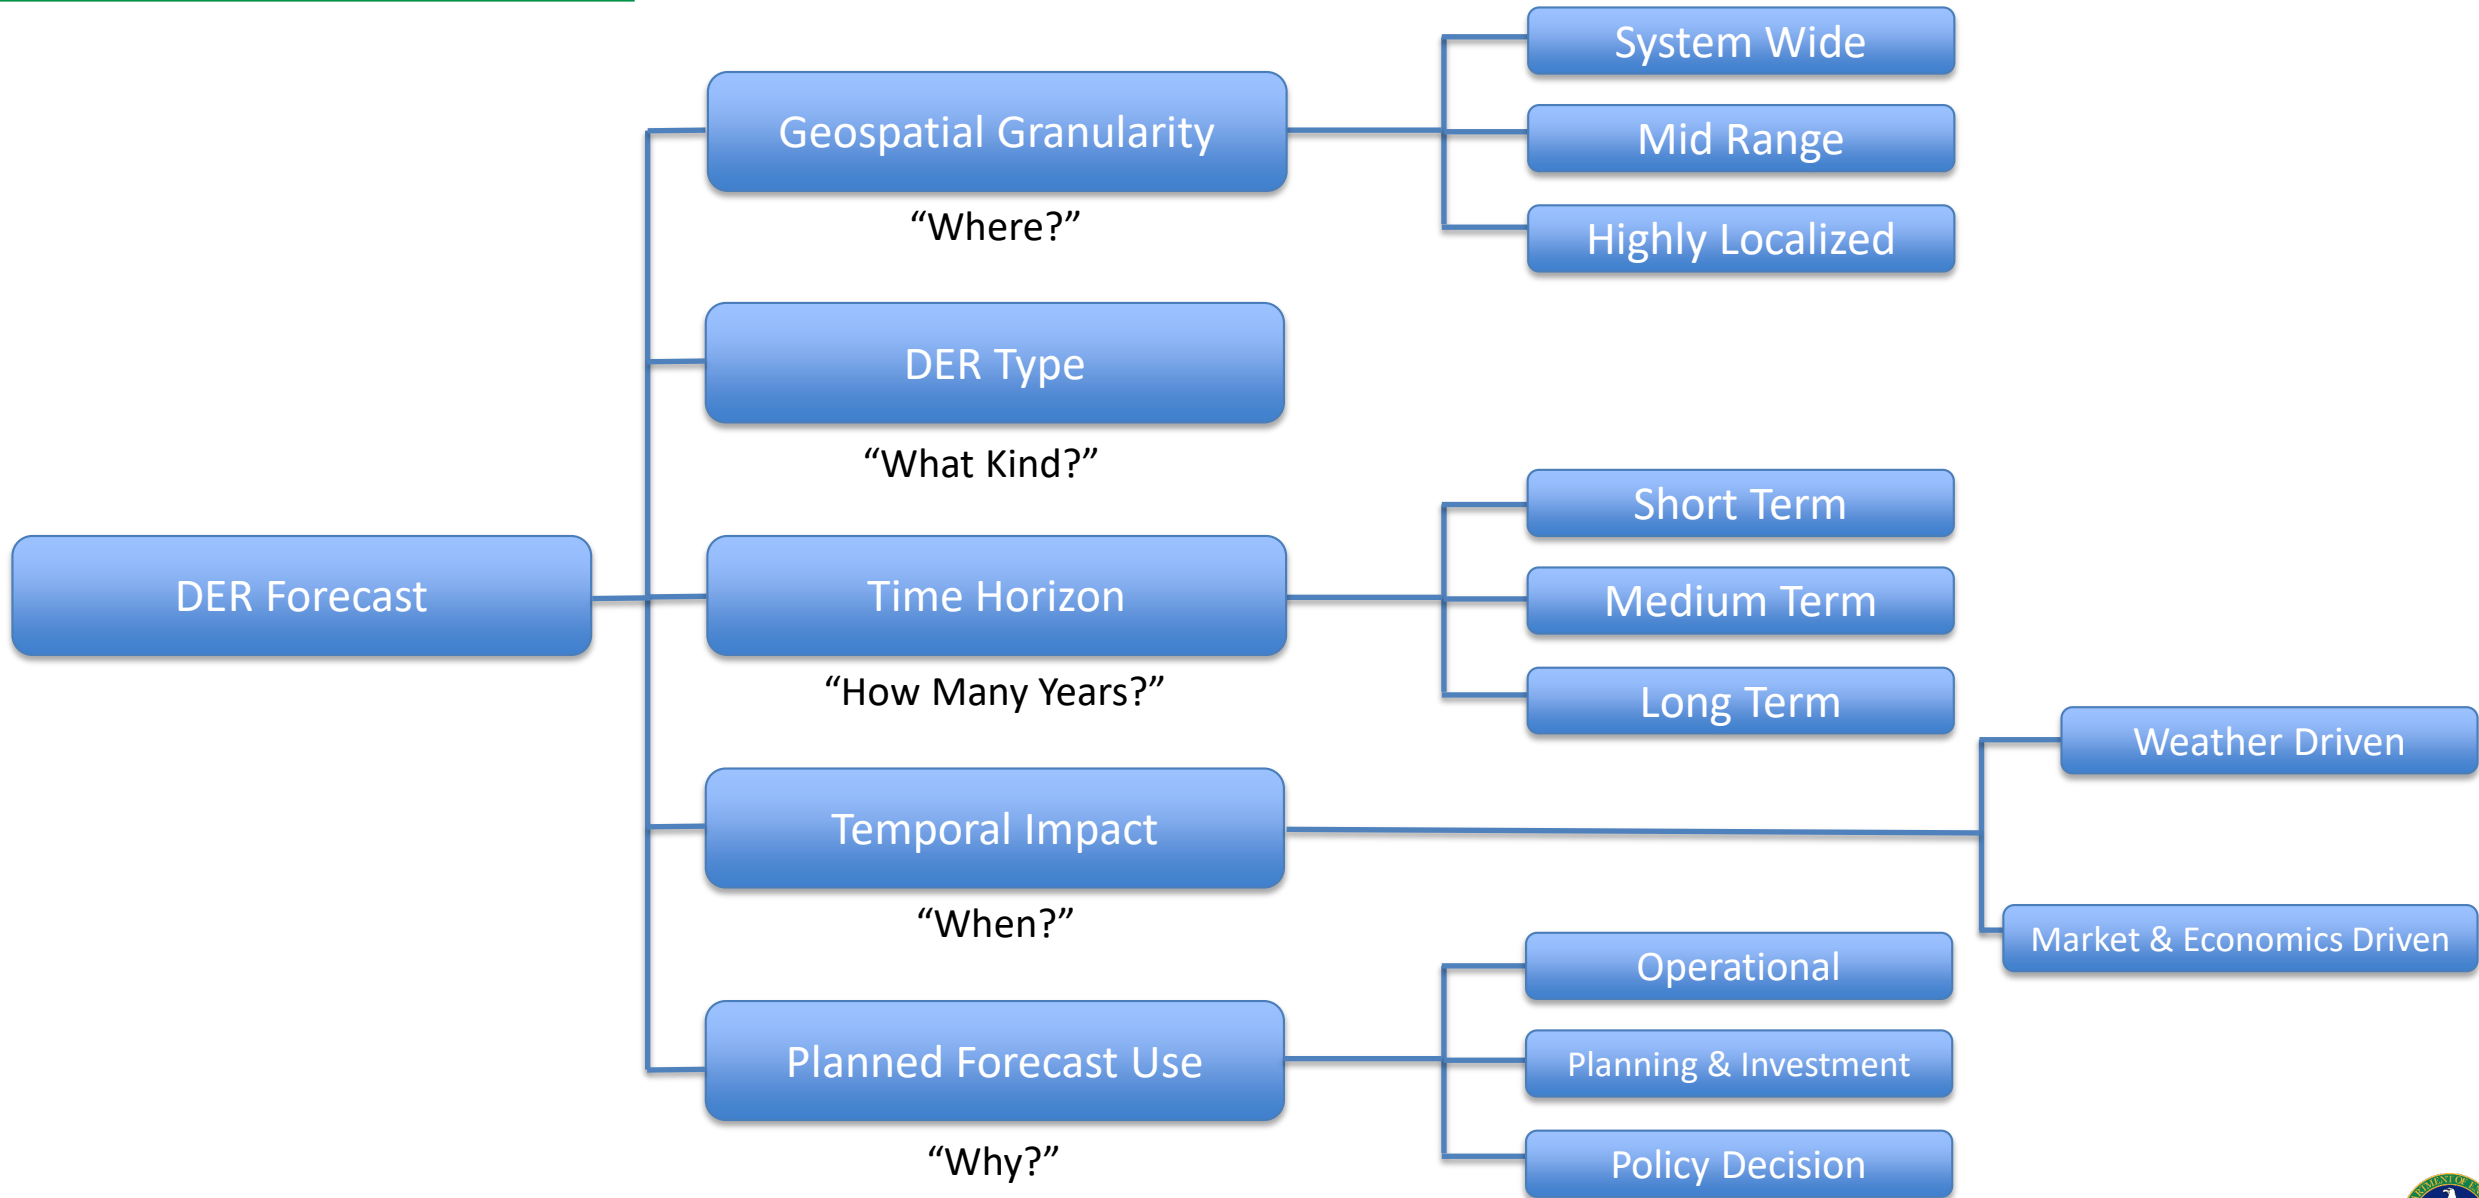 DER Forecast
Geospatial Granularity
“Where?”
System Wide
Mid Range
Highly Localized
DER Type
“What Kind?”
Time Horizon
“How Many Years?”
Short Term
Medium Term
Long Term
Temporal Impact
“When?”
Weather Driven
Market & Economics Driven
Planned Forecast Use
“Why?”
Operational
Planning & Investment
Policy Decision